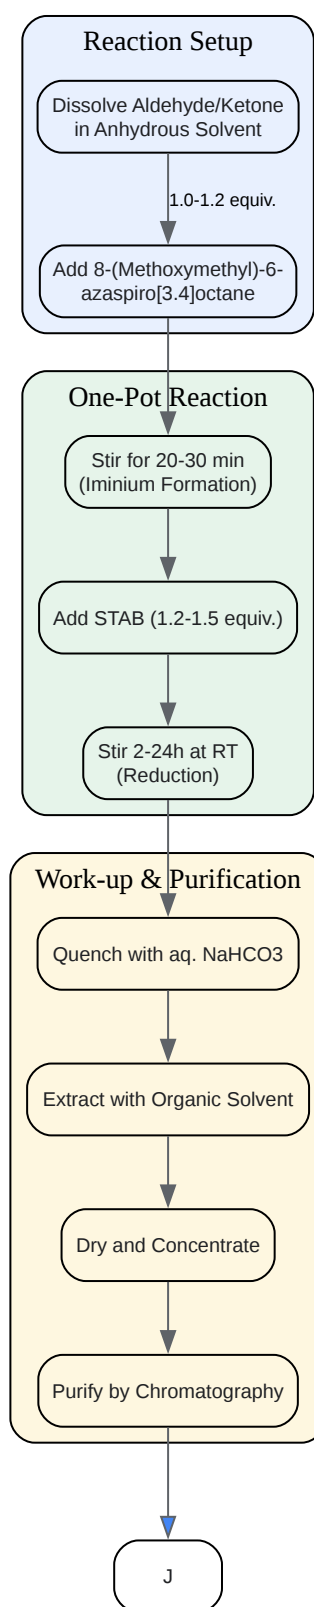 Reaction Setup
Dissolve Aldehyde/Ketone
in Anhydrous Solvent
1.0-1.2 equiv.
Add 8-(Methoxymethyl)-6-
azaspiro[3.4]octane
One-Pot Reaction
Stir for 20-30 min
(Iminium Formation)
Add STAB (1.2-1.5 equiv.)
Stir 2-24h at RT
(Reduction)
Work-up & Purification
Quench with aq. NaHCO3
Extract with Organic Solvent
Dry and Concentrate
Purify by Chromatography
J